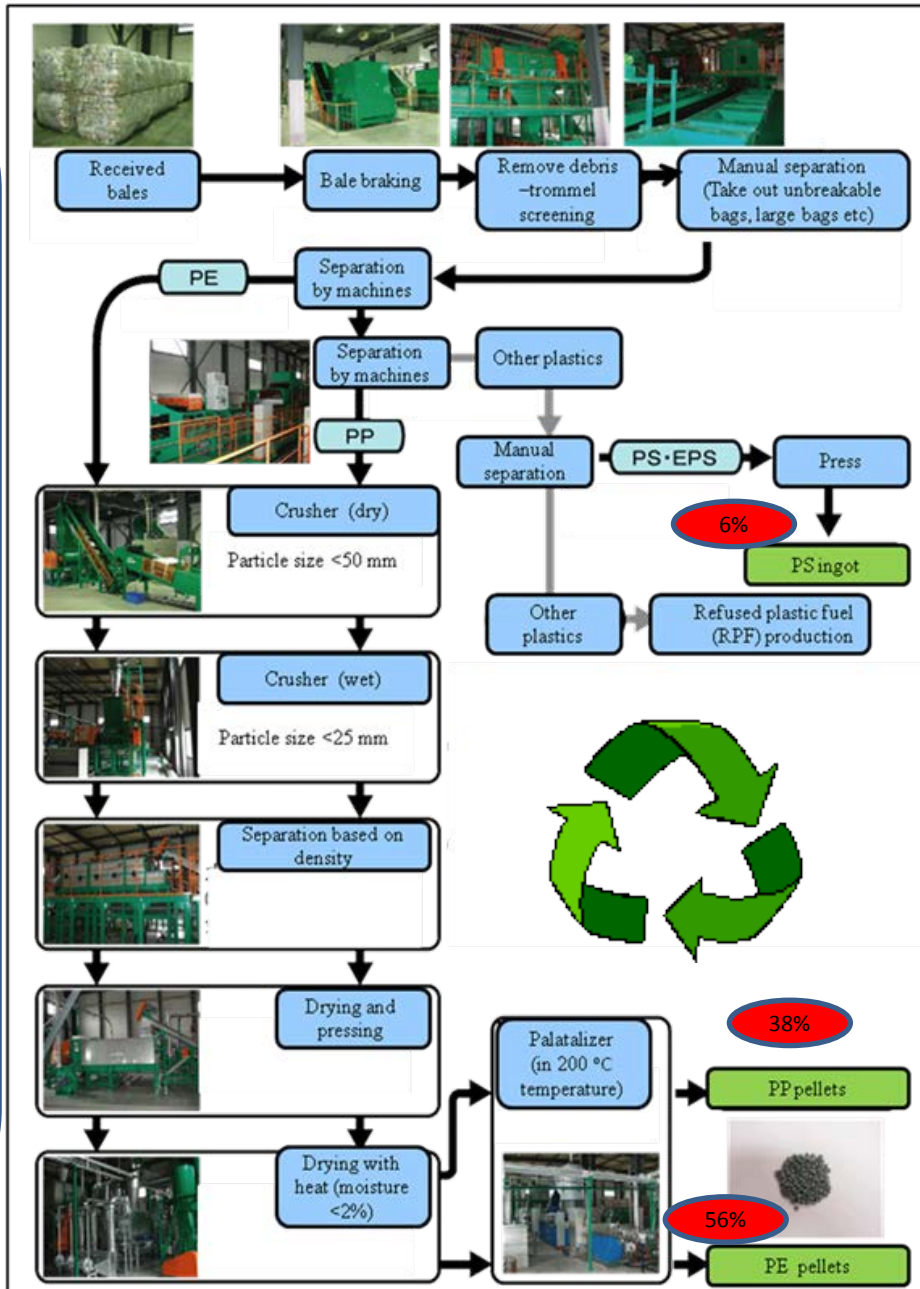 Received
bales
Bale braking
Remove debris
–trommel
screening
Manual separation
(Take out unbreakable
bags, large bags etc)
PE
Separation
by machines
Separation
by machines
Other plastics
PP
Manual
separation
PS・EPS
Press
6%
PS ingot
Other
plastics
Refused plastic fuel
(RPF) production
Crusher (dry)
Particle size <50 mm
Crusher (wet)
Particle size <25 mm
Separation based on
density
Drying and
pressing
Drying with
heat (moisture
<2%)
Palatalizer
(in 200 °C
temperature)
38%
PP pellets
56%
PE pellets